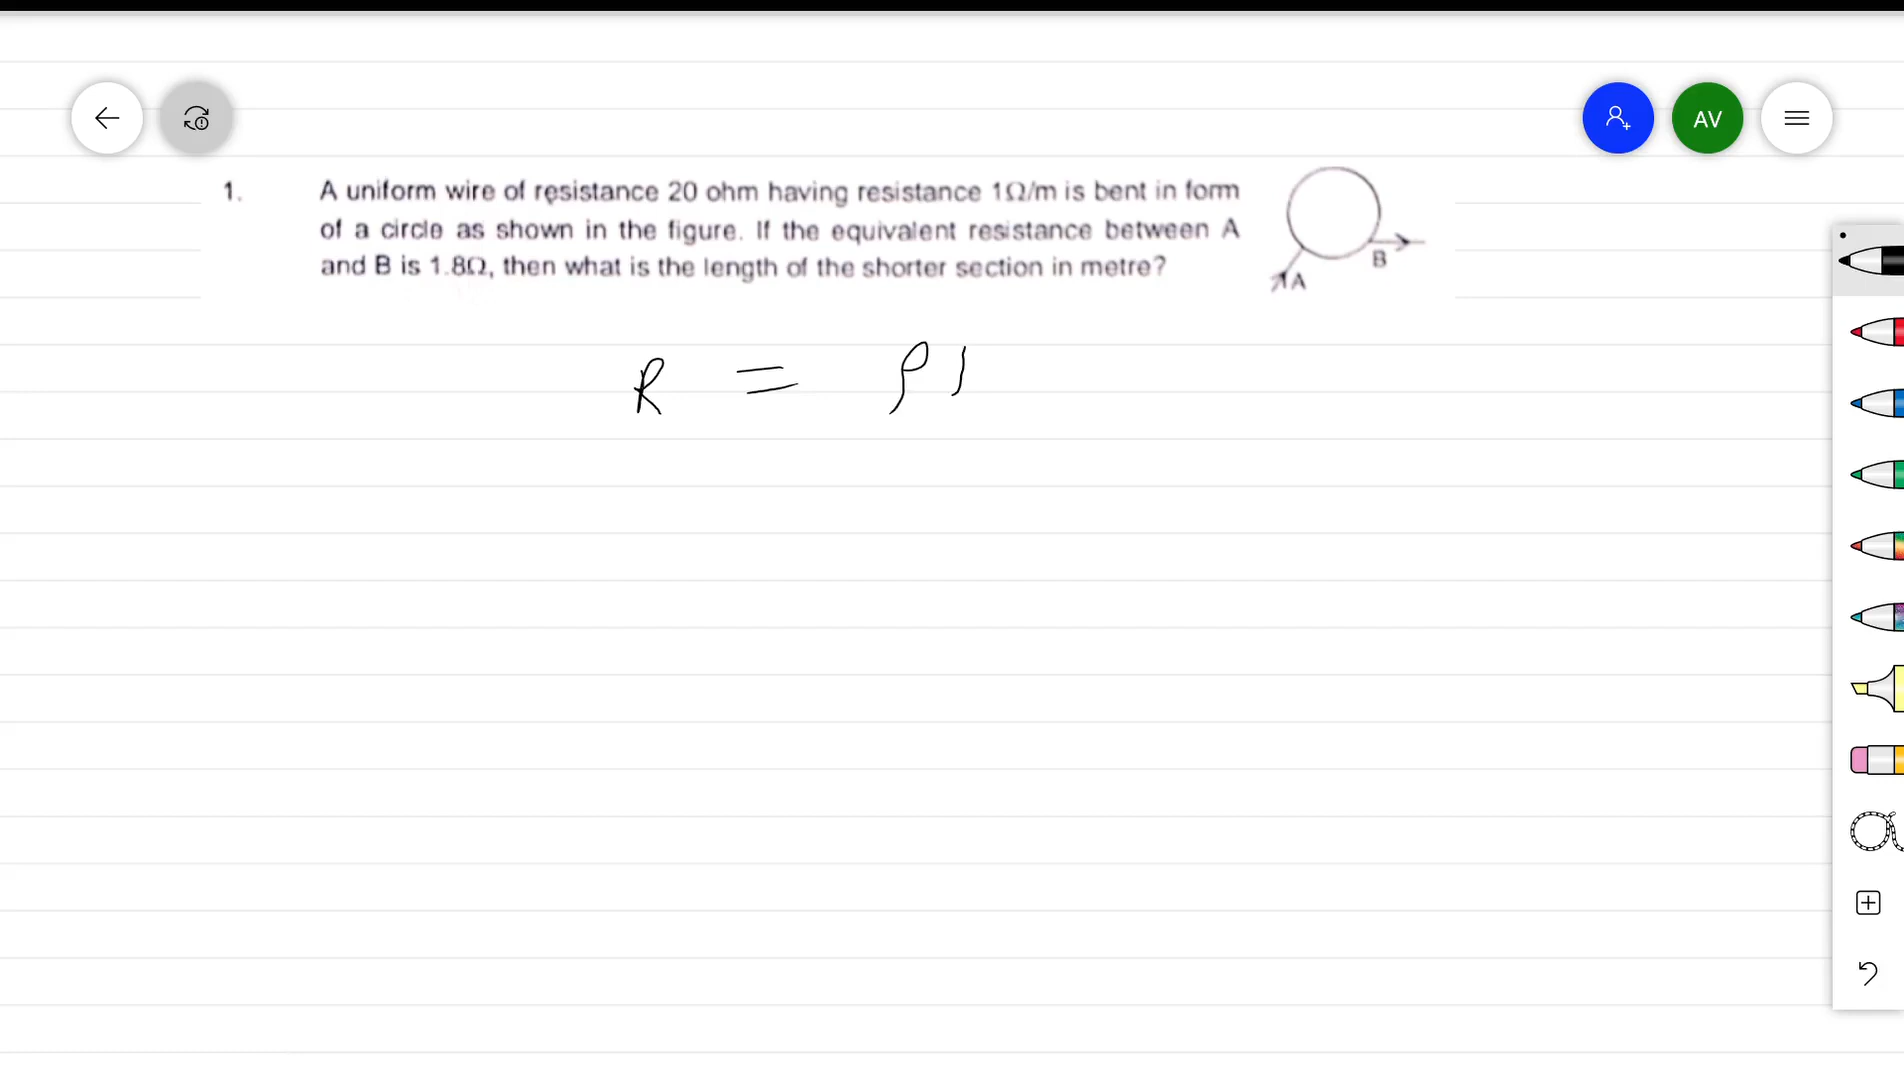 AV
1. A uniform wire of resistance 20 ohm having resistance 1Ω/m is bent in form
of a circle as shown in the figure. If the equivalent resistance between A
and B is 1.8Ω, then what is the length of the shorter section in metre?
B
A
R = ρl